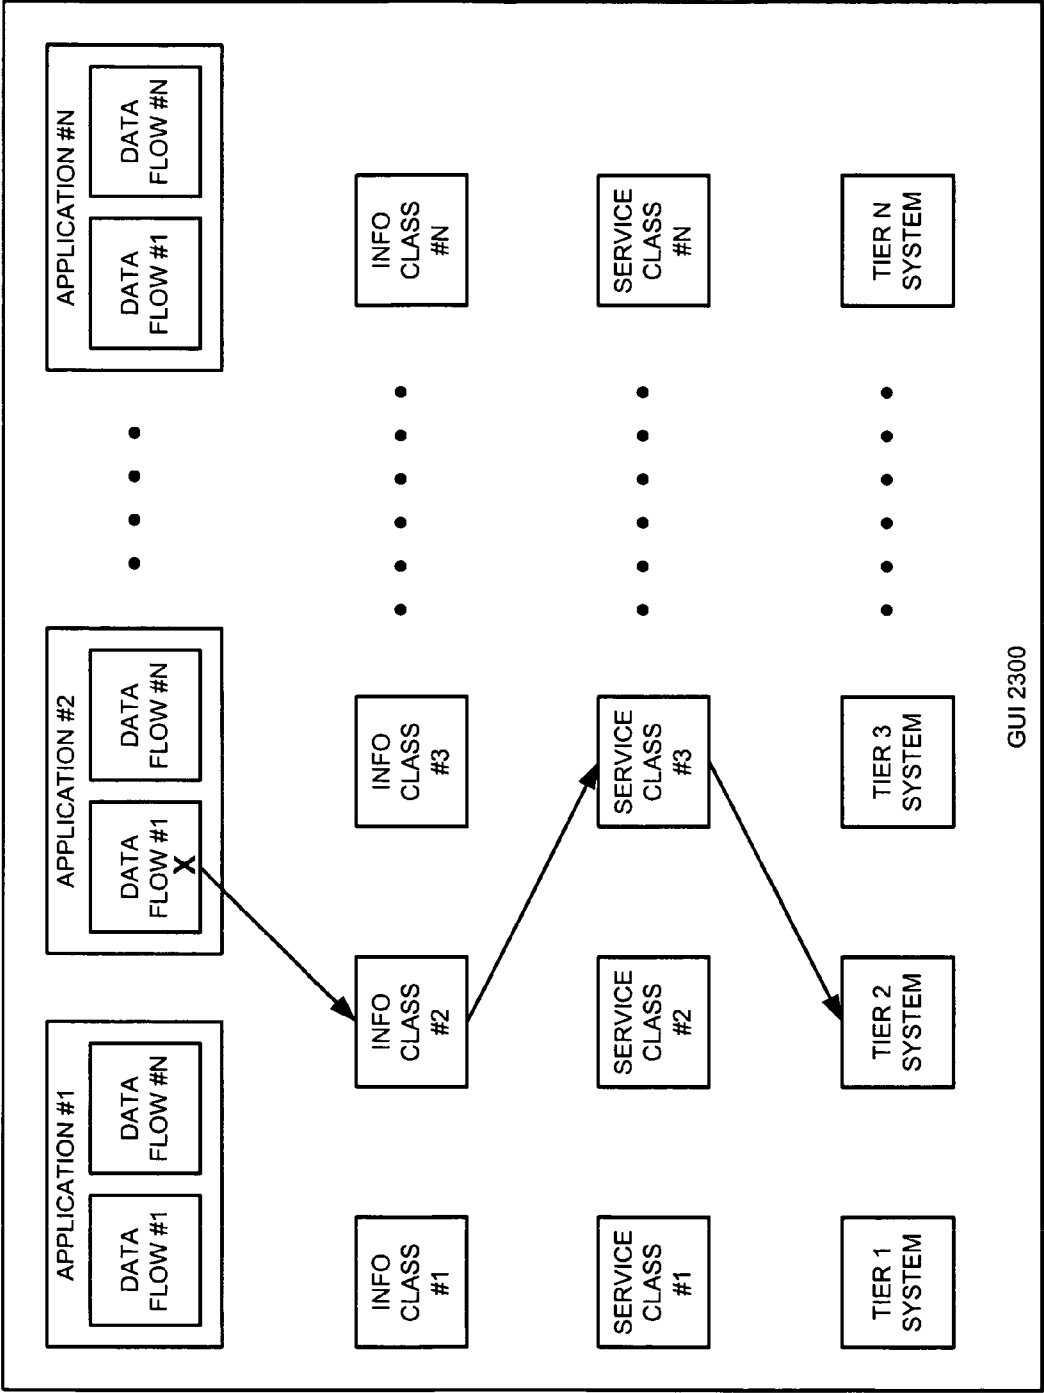 APPLICATION #1
DATA
FLOW #1
DATA
FLOW #N
APPLICATION #2
DATA
FLOW #1
X
DATA
FLOW #N
APPLICATION #N
DATA
FLOW #1
DATA
FLOW #N
INFO
CLASS
#1
INFO
CLASS
#2
INFO
CLASS
#3
INFO
CLASS
#N
SERVICE
CLASS
#1
SERVICE
CLASS
#2
SERVICE
CLASS
#3
SERVICE
CLASS
#N
TIER 1
SYSTEM
TIER 2
SYSTEM
TIER 3
SYSTEM
TIER N
SYSTEM
GUI 2300